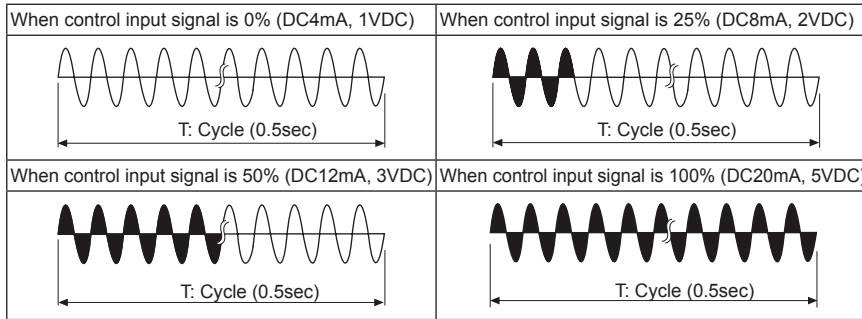 When control input signal is 0% (DC4mA, 1VDC)
When control input signal is 25% (DC8mA, 2VDC)
T: Cycle (0.5sec)
T: Cycle (0.5sec)
When control input signal is 50% (DC12mA, 3VDC)
When control input signal is 100% (DC20mA, 5VDC)
T: Cycle (0.5sec)
T: Cycle (0.5sec)